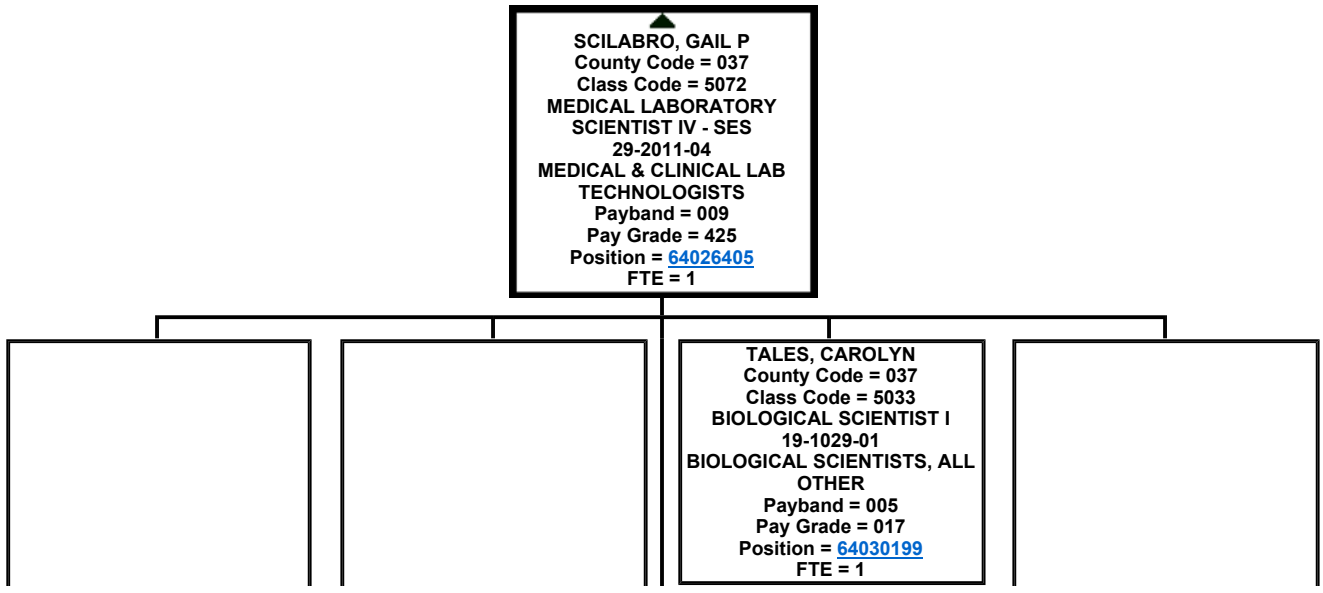 SCILABRO, GAIL P
County Code = 037
Class Code = 5072
MEDICAL LABORATORY
SCIENTIST IV - SES
29-2011-04
MEDICAL & CLINICAL LAB
TECHNOLOGISTS
Payband = 009
Pay Grade = 425
Position = 64026405
FTE = 1
TALES, CAROLYN
County Code = 037
Class Code = 5033
BIOLOGICAL SCIENTIST I
19-1029-01
BIOLOGICAL SCIENTISTS, ALL
OTHER
Payband = 005
Pay Grade = 017
Position = 64030199
FTE = 1